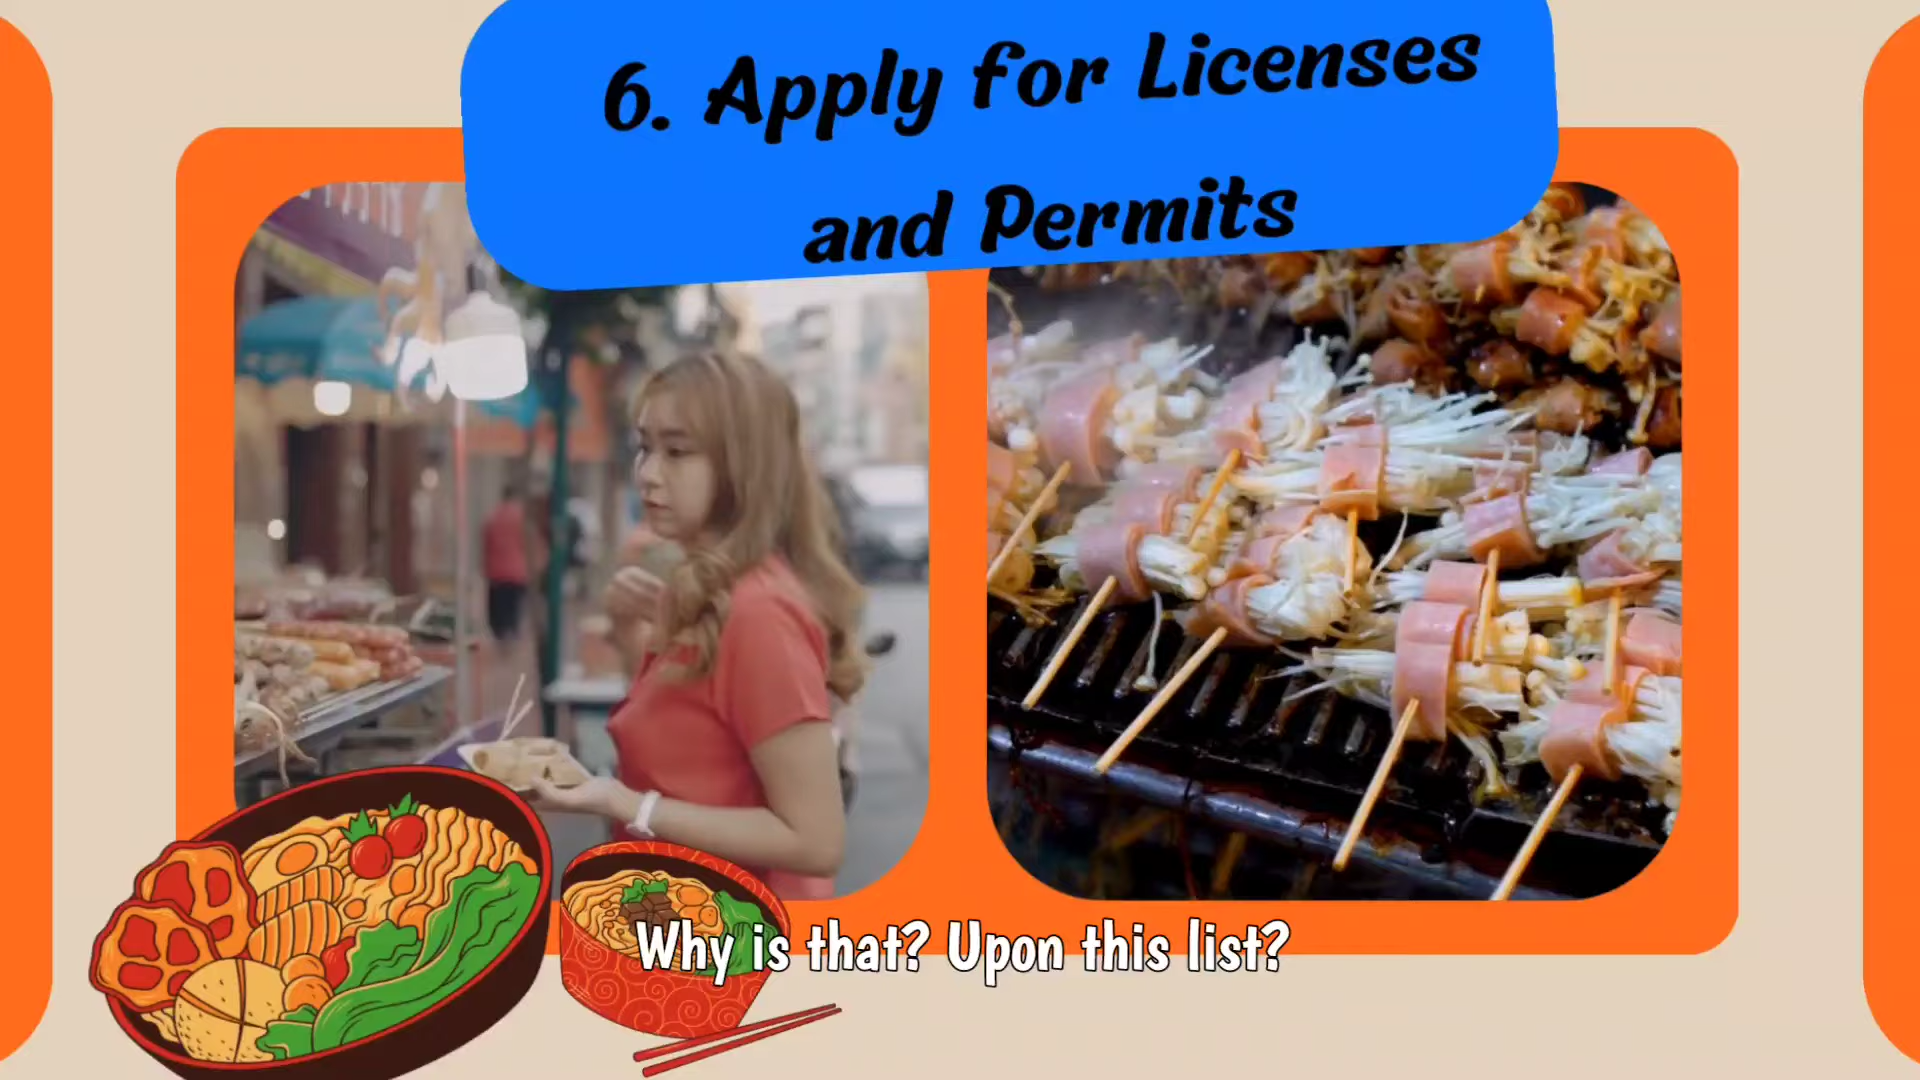 6. Apply for Licenses
and Permits
Why is that? Upon this list?